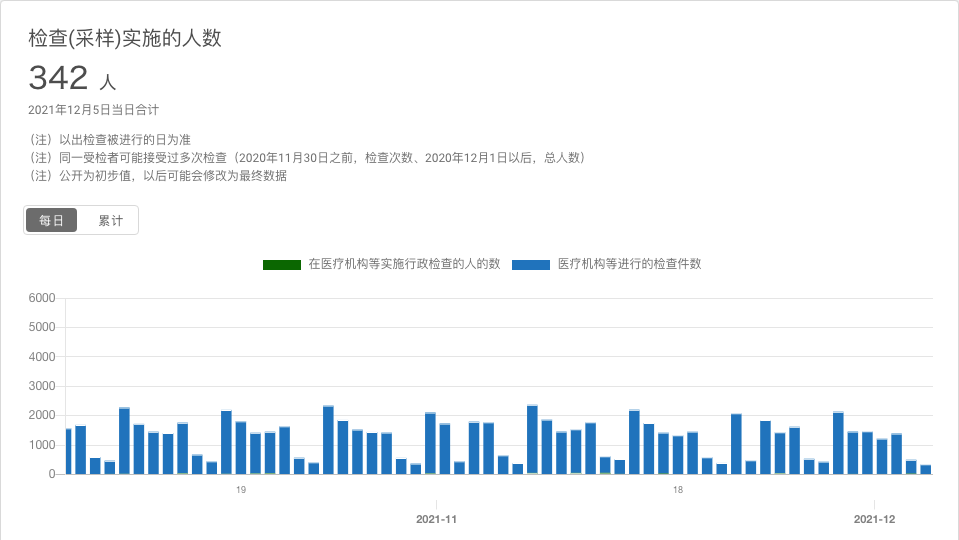 检查(采样)实施的人数
342 人
2021年12月5日当日合计
（注）以出检查被进行的日为准
（注）同一受检者可能接受过多次检查（2020年11月30日之前，检查次数、2020年12月1日以后，总人数）
（注）公开为初步值，以后可能会修改为最终数据
每日 累计
在医疗机构等实施行政检查的人的数 医疗机构等进行的检查件数
6000
5000
4000
3000
2000
1000
0
19 18
2021-11 2021-12